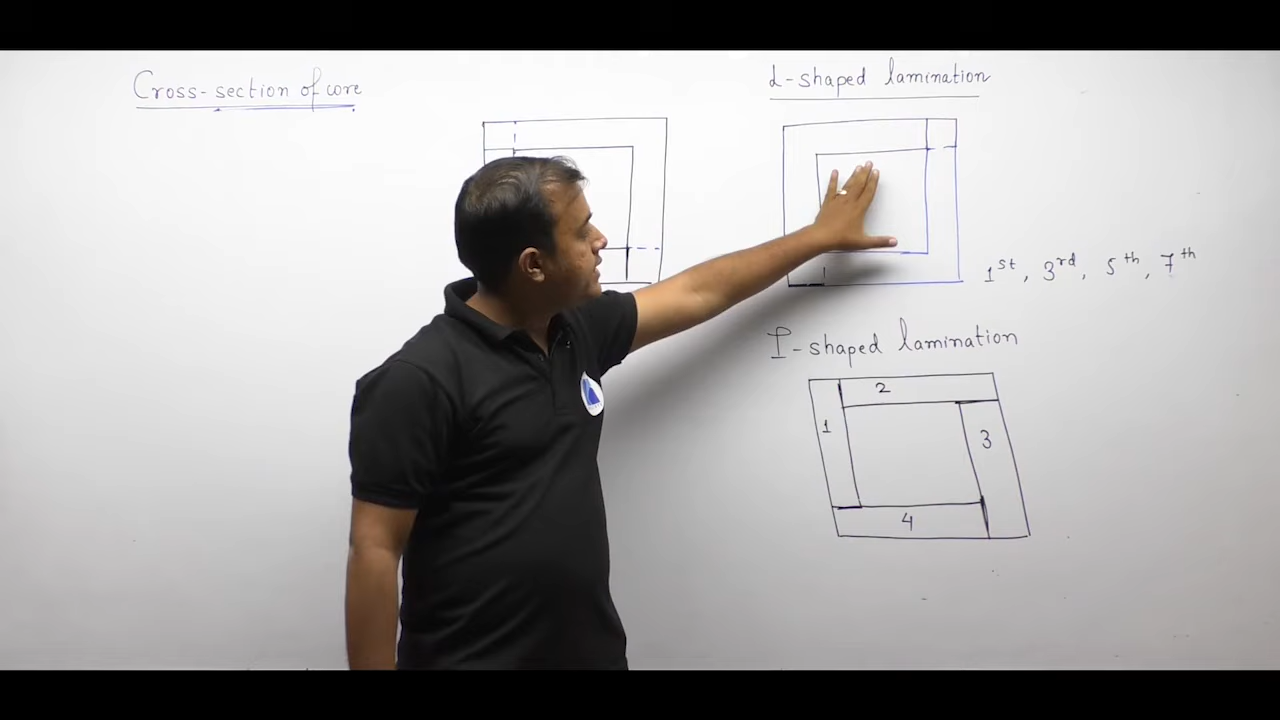 Cross-section of core
L-shaped lamination
1st, 3rd, 5th, 7th
I-shaped lamination
2
1
3
4